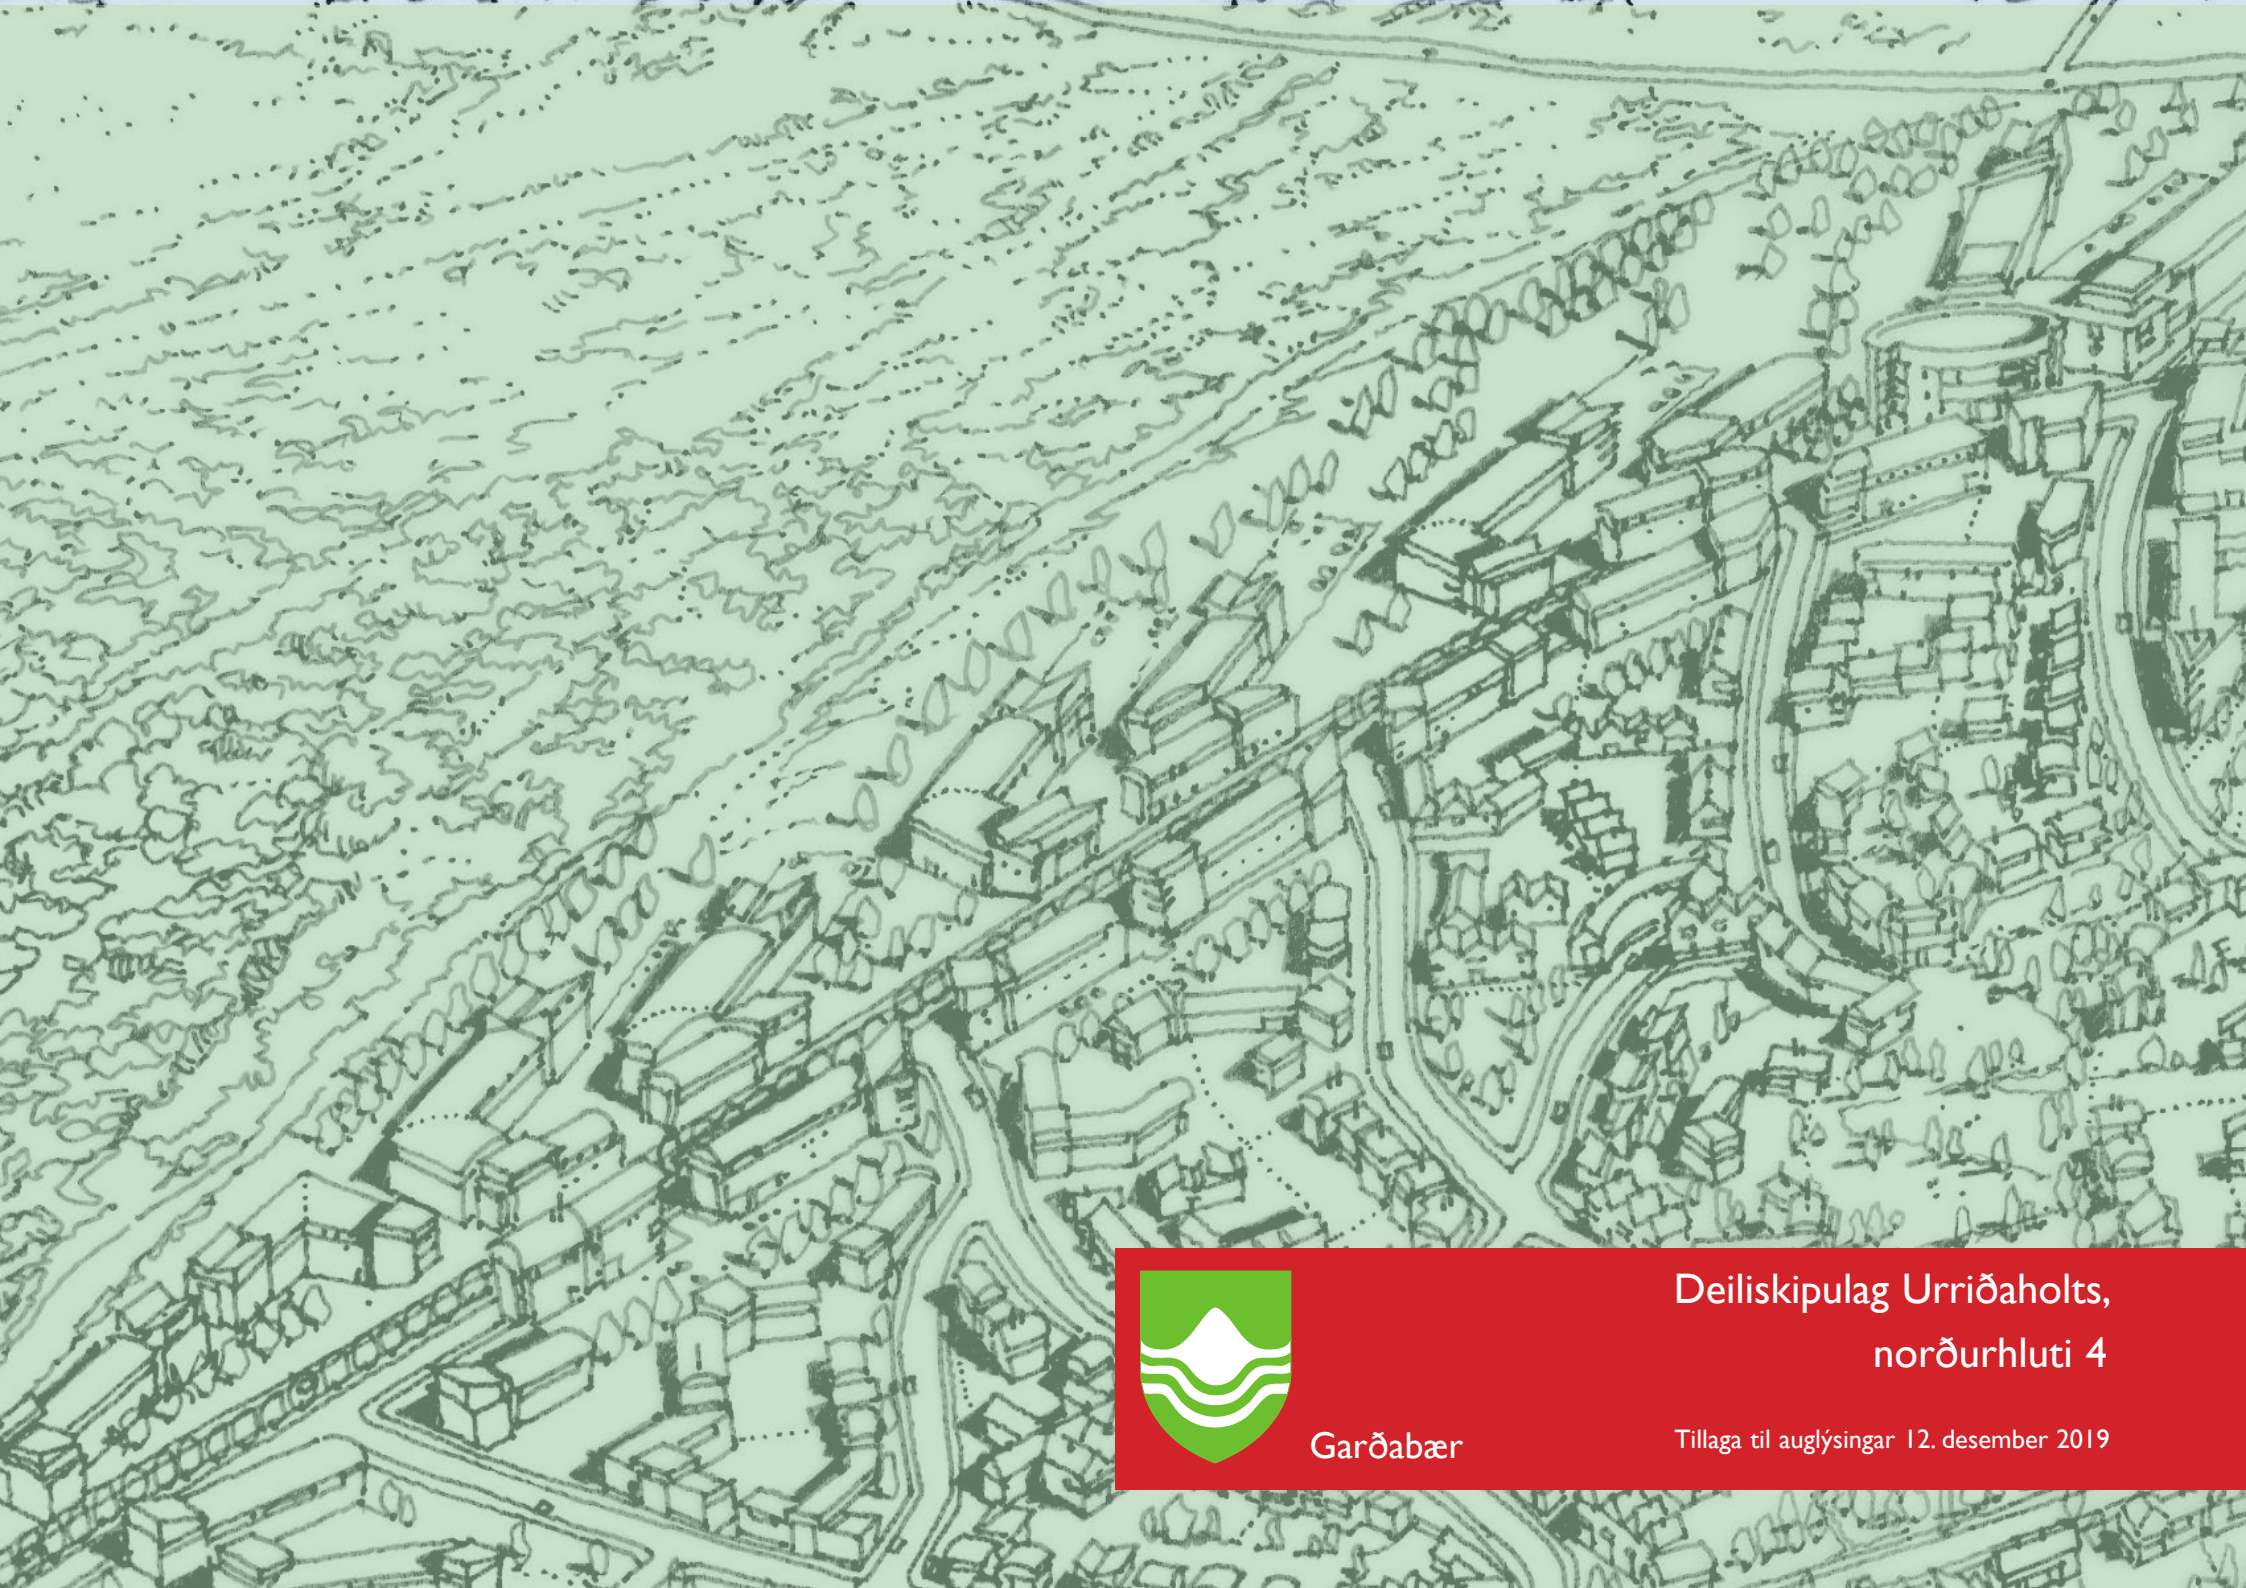 Deiliskipulag Urriðaholts,
norðurhluti 4
Garðabær
Tillaga til auglýsingar 12. desember 2019